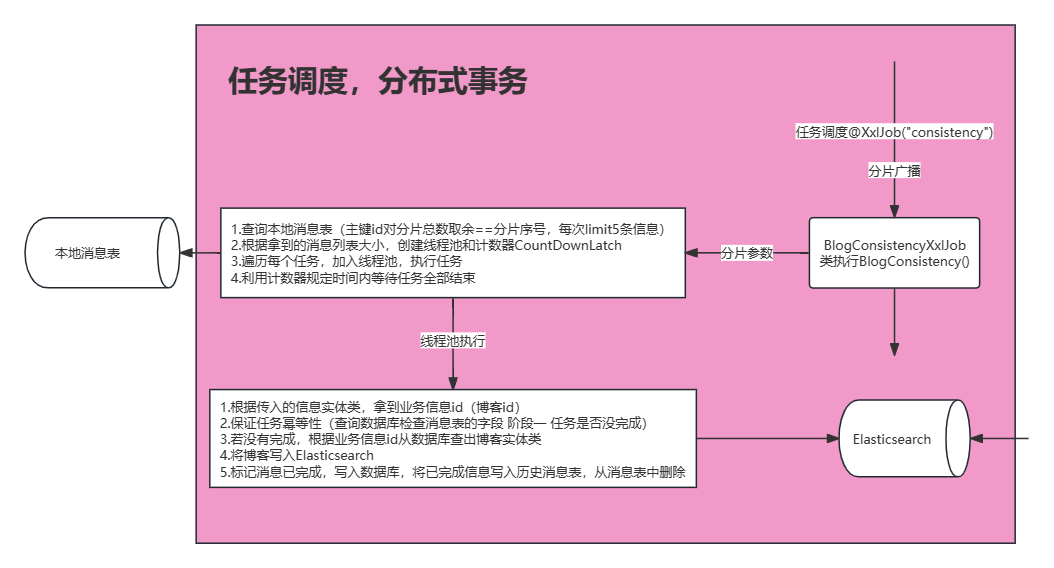 任务调度，分布式事务
任务调度@XxlJob("consistency")
分片广播
1.查询本地消息表（主键id对分片总数取余==分片序号，每次limit5条信息）
2.根据拿到的消息列表大小，创建线程池和计数器CountDownLatch
3.遍历每个任务，加入线程池，执行任务
4.利用计数器规定时间内等待任务全部结束
本地消息表
分片参数
BlogConsistencyXxlJob
类执行BlogConsistency()
线程池执行
1.根据传入的信息实体类，拿到业务信息id（博客id）
2.保证任务幂等性（查询数据库检查消息表的字段 阶段一 任务是否没完成）
3.若没有完成，根据业务信息id从数据库查出博客实体类
4.将博客写入Elasticsearch
5.标记消息已完成，写入数据库，将已完成信息写入历史消息表，从消息表中删除
Elasticsearch